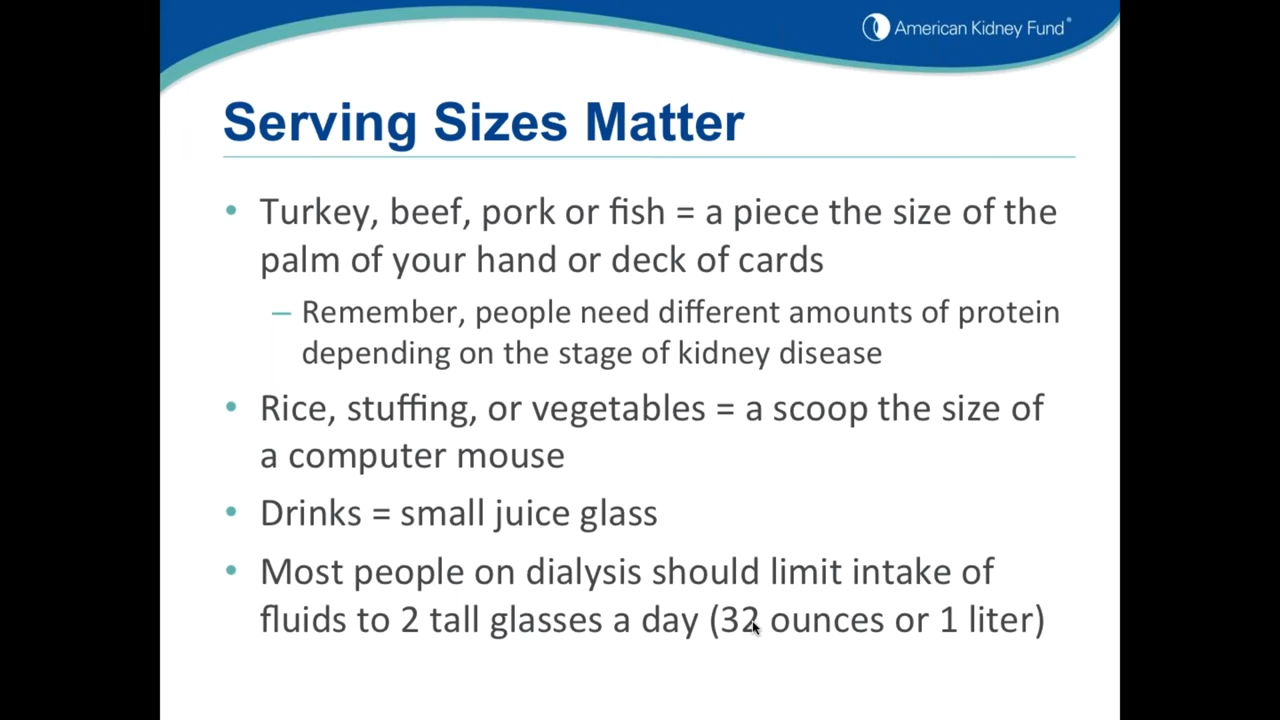 American Kidney Fund®
Serving Sizes Matter
• Turkey, beef, pork or fish = a piece the size of the
palm of your hand or deck of cards
– Remember, people need different amounts of protein
depending on the stage of kidney disease
• Rice, stuffing, or vegetables = a scoop the size of
a computer mouse
• Drinks = small juice glass
• Most people on dialysis should limit intake of
fluids to 2 tall glasses a day (32 ounces or 1 liter)